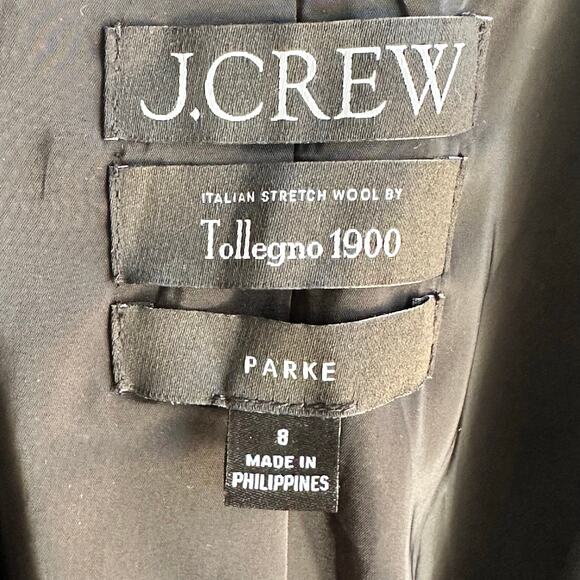 J.CREW
ITALIAN STRETCH WOOL BY
Tollegno 1900
PARKE
8
MADE IN
PHILIPPINES